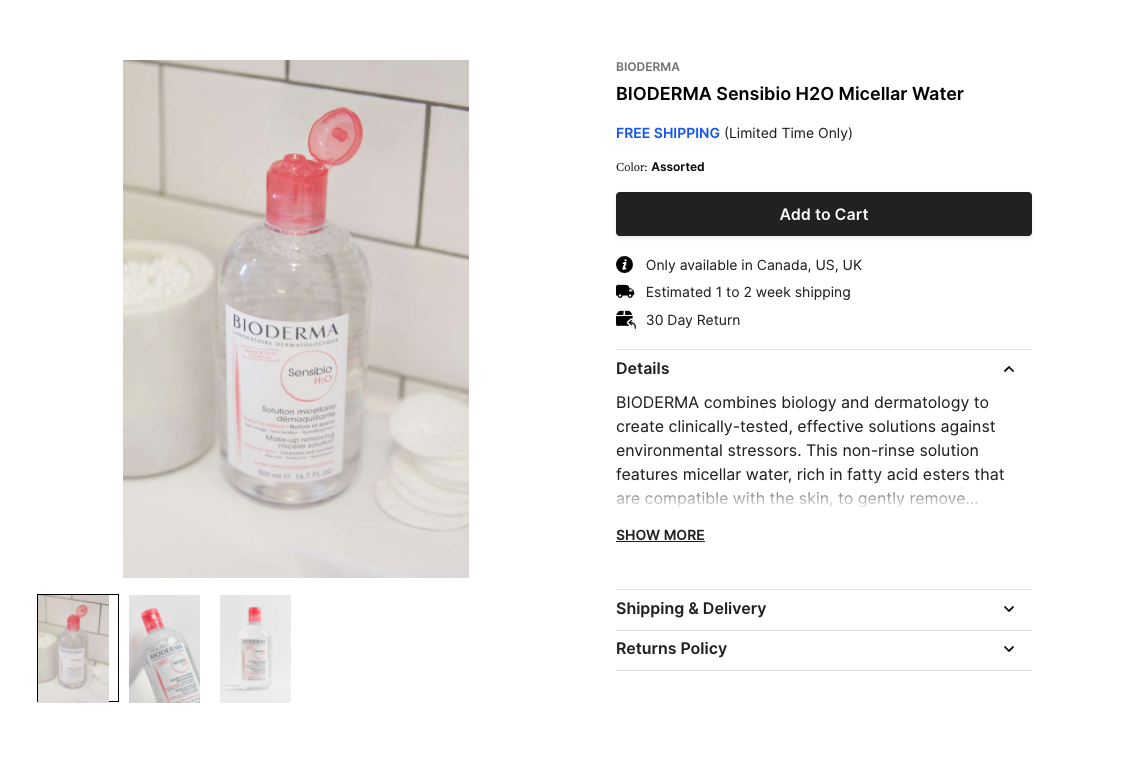 BIODERMA
BIODERMA Sensibio H2O Micellar Water
FREE SHIPPING (Limited Time Only)
Color: Assorted
Add to Cart
Only available in Canada, US, UK
Estimated 1 to 2 week shipping
30 Day Return
Details
BIODERMA combines biology and dermatology to
create clinically-tested, effective solutions against
environmental stressors. This non-rinse solution
features micellar water, rich in fatty acid esters that
are compatible with the skin, to gently remove...
SHOW MORE
Shipping & Delivery
Returns Policy
BIODERMA
LABORATOIRE DERMATOLOGIQUE
Sensibio
H2O
Solution micellaire
démaquillante
Make-up removing
micelle solution
500 ml e 16.7 FL.OZ.